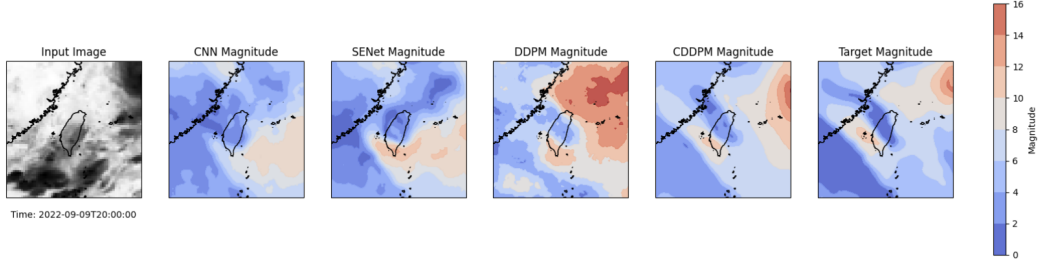 Input Image
CNN Magnitude
SENet Magnitude
DDPM Magnitude
CDDPM Magnitude
Target Magnitude
Time: 2022-09-09T20:00:00
16
14
12
10
8
6
4
2
0
Magnitude